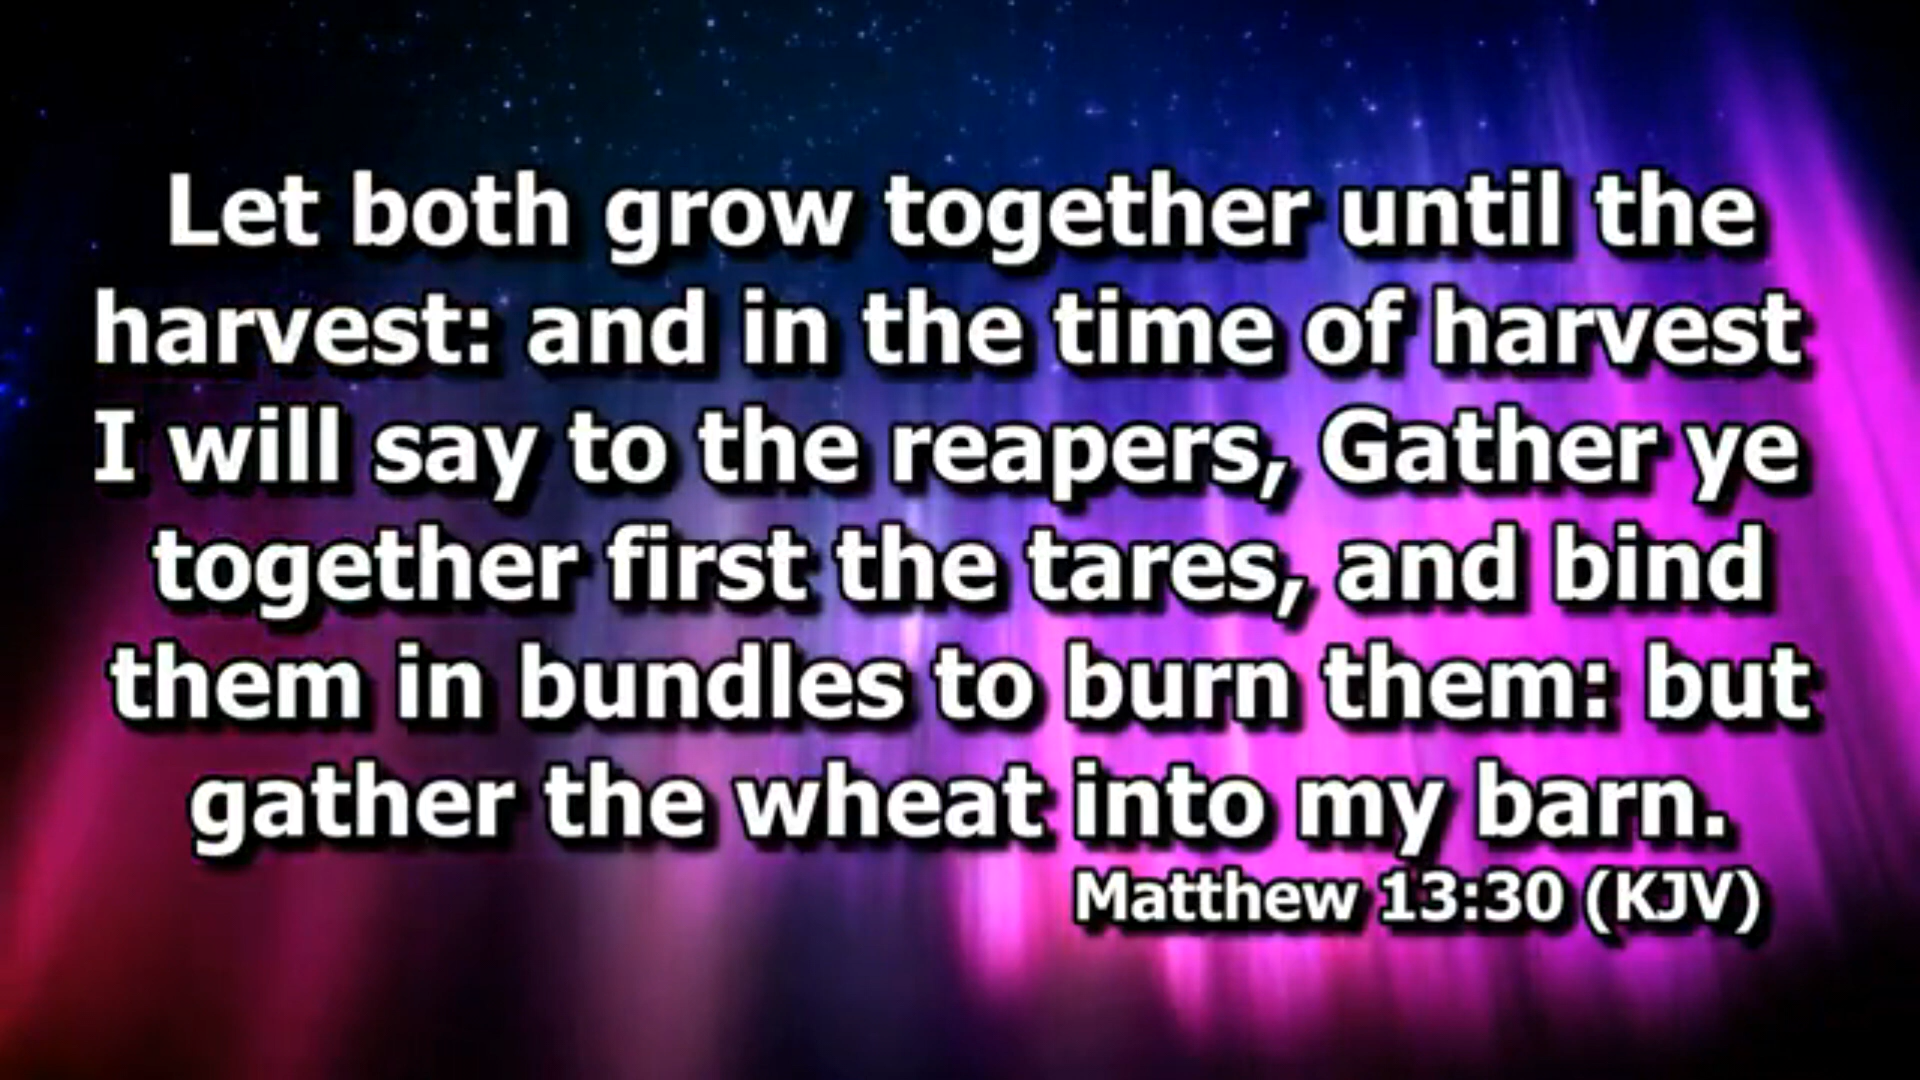 Let both grow together until the
harvest: and in the time of harvest
I will say to the reapers, Gather ye
together first the tares, and bind
them in bundles to burn them: but
gather the wheat into my barn.
Matthew 13:30 (KJV)